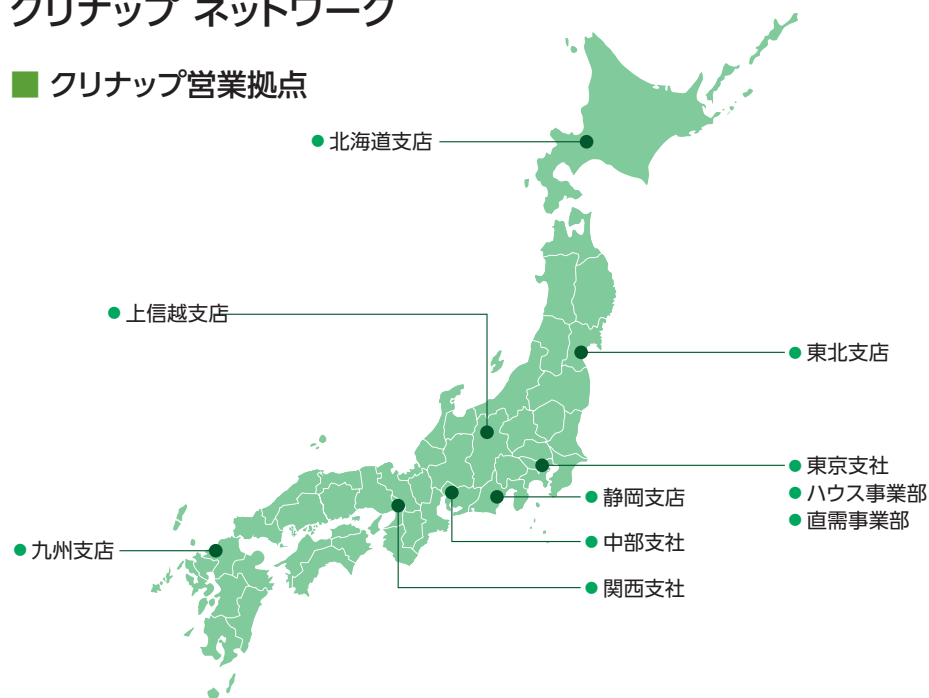 クリナップ ネットワーク
クリナップ営業拠点
北海道支店
上信越支店
東北支店
東京支社
ハウス事業部
直需事業部
静岡支店
中部支社
関西支社
九州支店